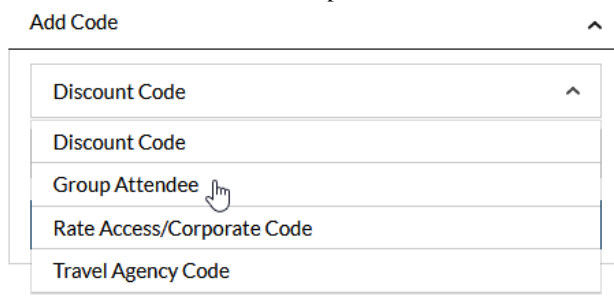 Add Code
Discount Code
Discount Code
Group Attendee
Rate Access/Corporate Code
Travel Agency Code